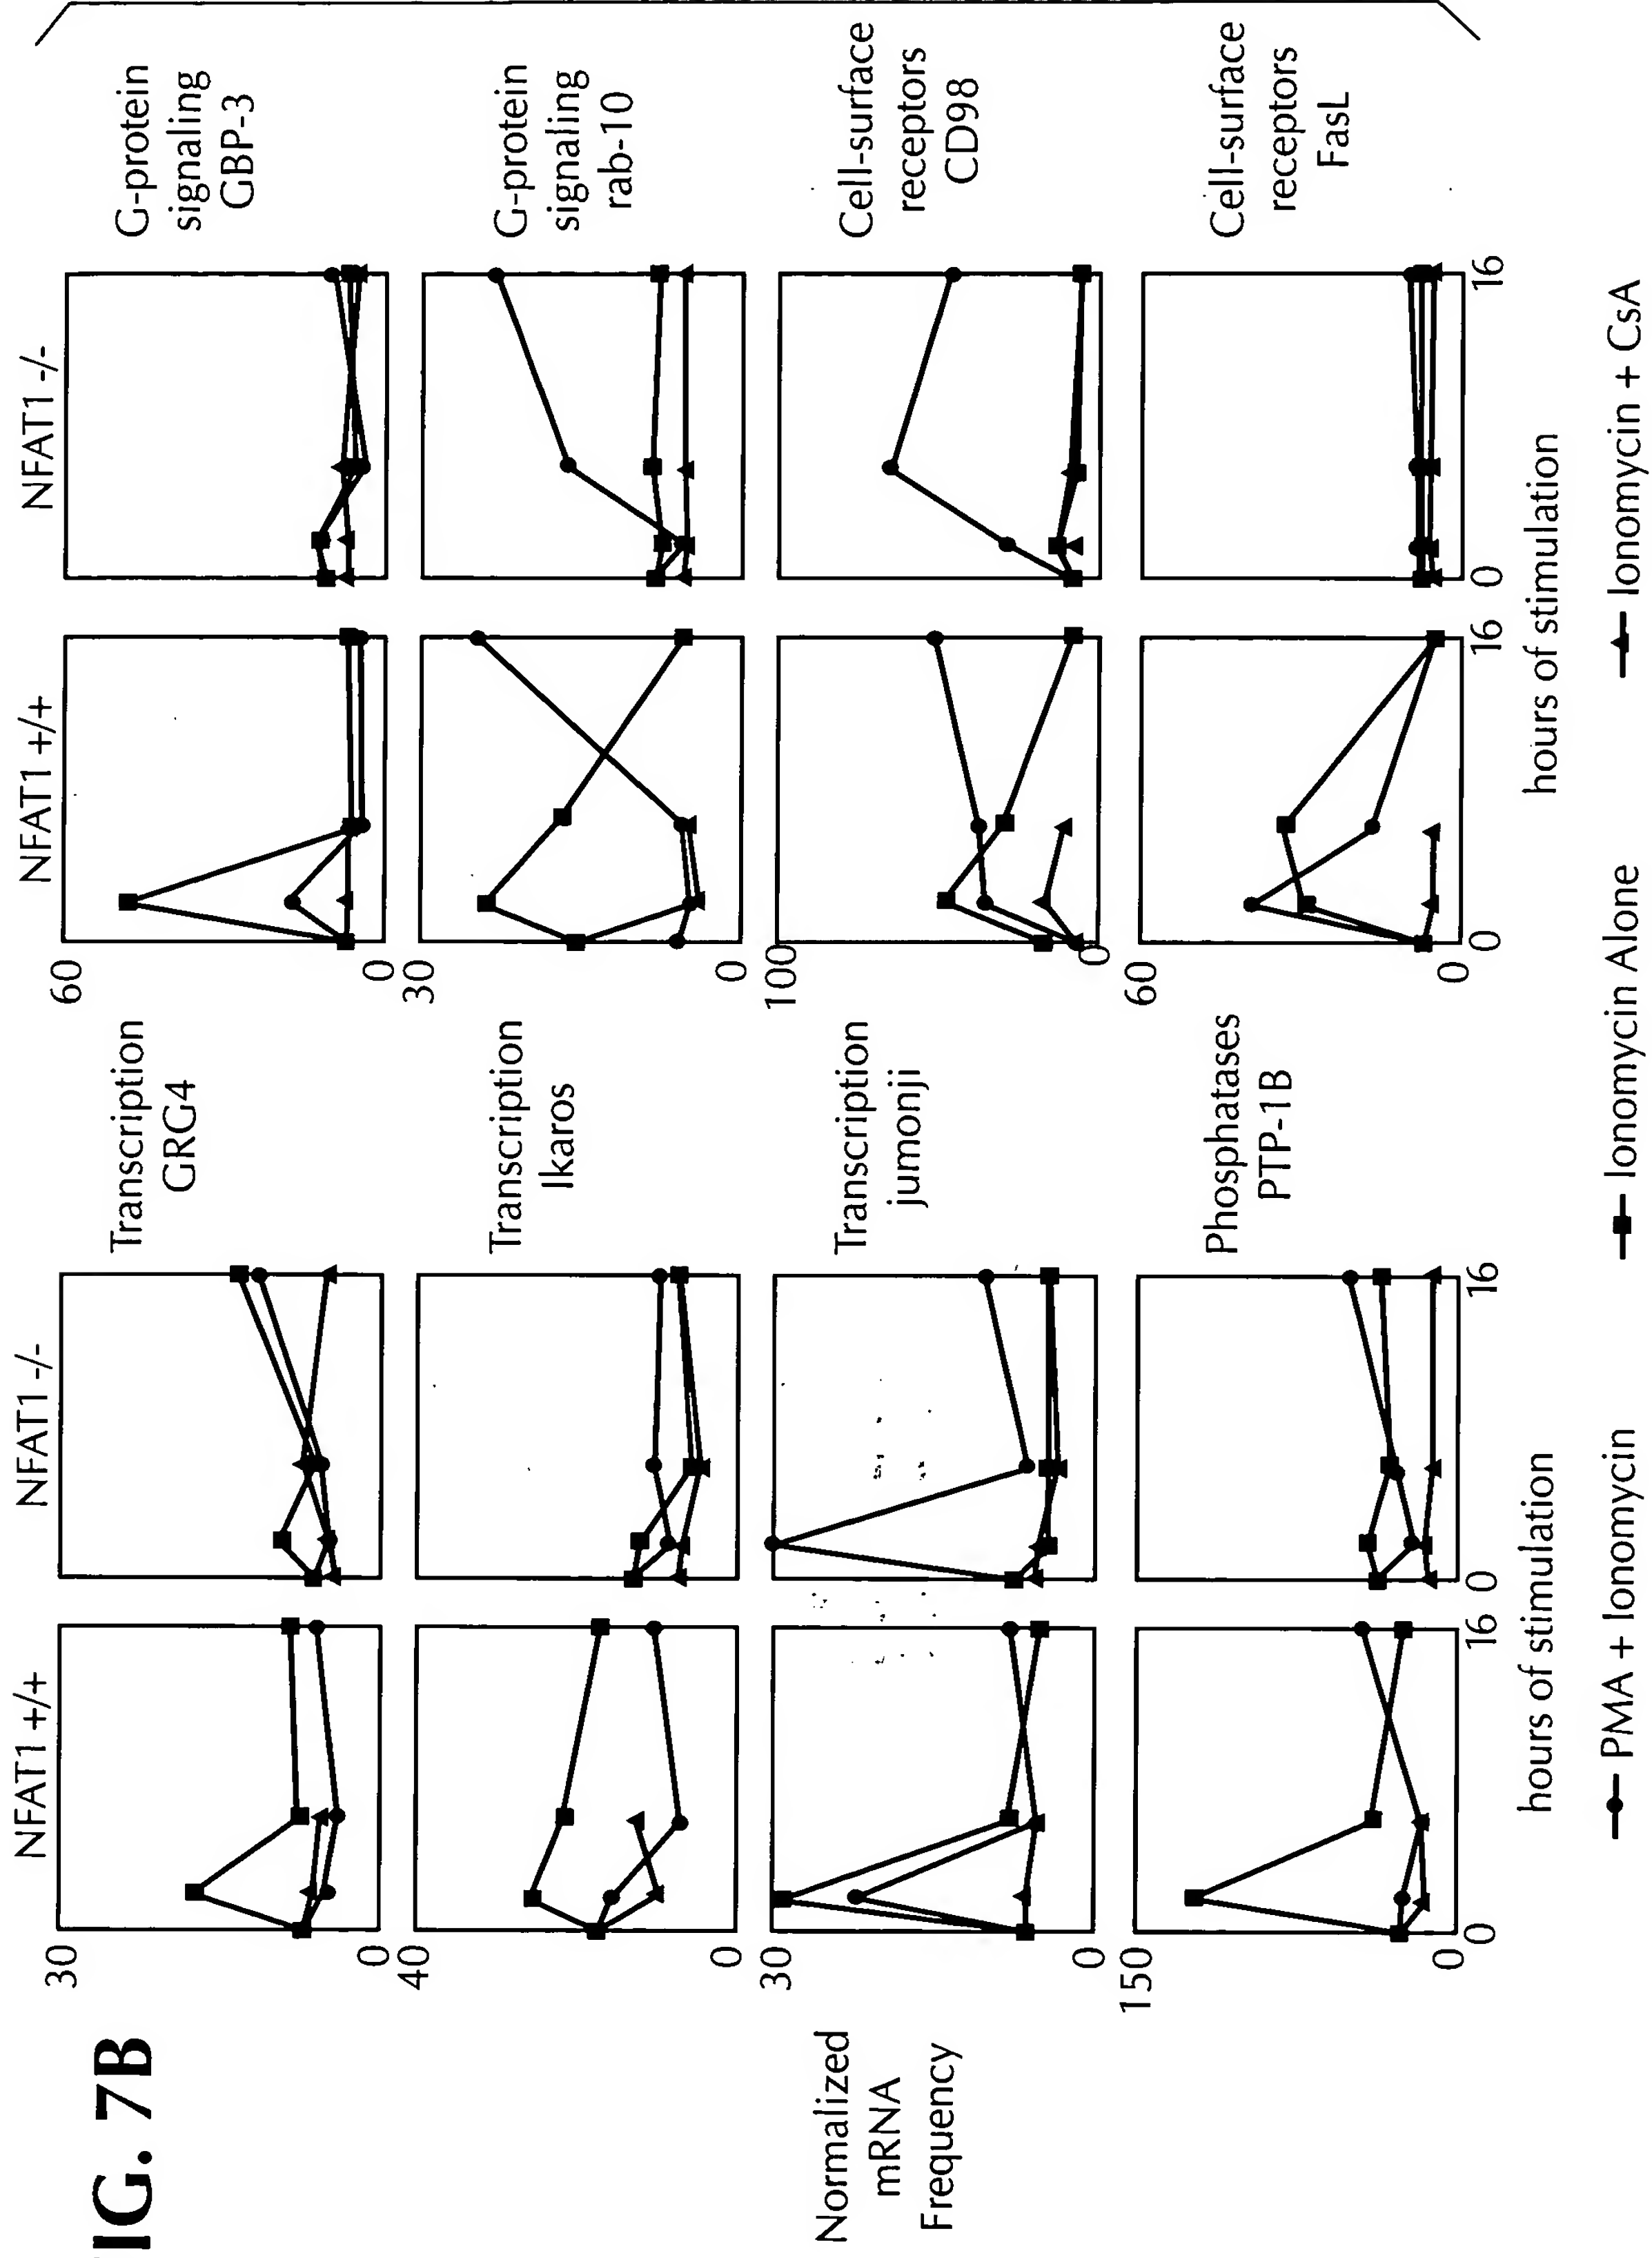 IG. 7B
NFAT1 +/+
NFAT1 -/-
NFAT1 +/+
NFAT1 -/-
30
0
Transcription
GRG4
60
0
G-protein
signaling
GBP-3
40
0
Transcription
Ikaros
30
0
G-protein
signaling
rab-10
Normalized
mRNA
Frequency
30
0
Transcription
jumonji
100
0
Cell-surface
receptors
CD98
150
0
Phosphatases
PTP-1B
60
0
Cell-surface
receptors
FasL
0 16 0 16
0 16 0 16
hours of stimulation
hours of stimulation
PMA + Ionomycin
Ionomycin Alone
Ionomycin + CsA